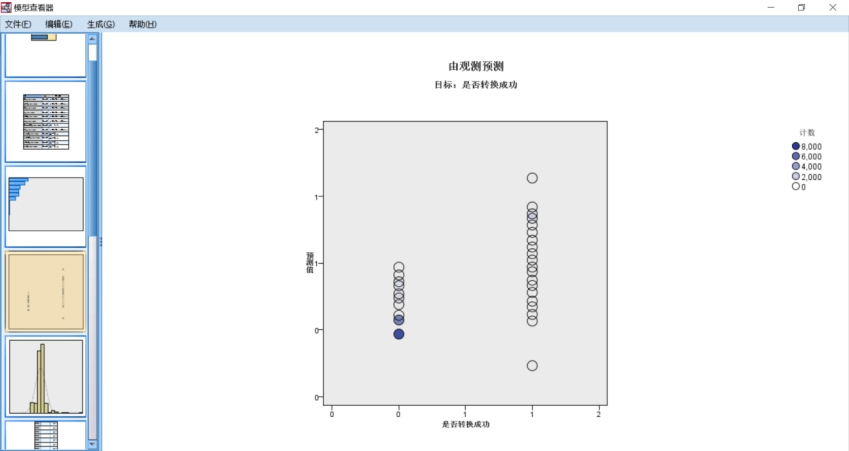 模型查看器
文件(F) 编辑(E) 生成(G) 帮助(H)
由观测预测
目标：是否转换成功
计数
8,000
6,000
4,000
2,000
0
预测值
2
1
1
0
0
0 0 1 1 2
是否转换成功